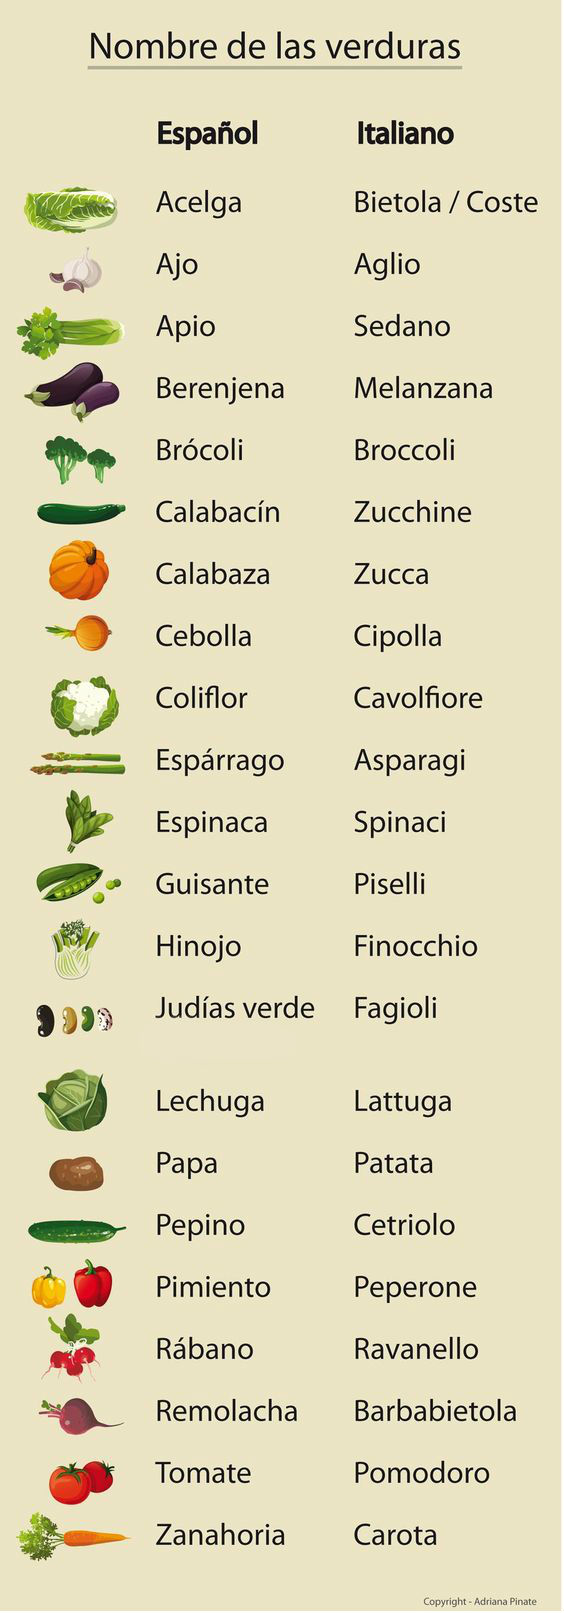 Nombre de las verduras
Español Italiano
Acelga Bietola / Coste
Ajo Aglio
Apio Sedano
Berenjena Melanzana
Brócoli Broccoli
Calabacín Zucchine
Calabaza Zucca
Cebolla Cipolla
Coliflor Cavolfiore
Espárrago Asparagi
Espinaca Spinaci
Guisante Piselli
Hinojo Finocchio
Judías verde Fagioli
Lechuga Lattuga
Papa Patata
Pepino Cetriolo
Pimiento Peperone
Rábano Ravanello
Remolacha Barbabietola
Tomate Pomodoro
Zanahoria Carota
Copyright - Adriana Pinate